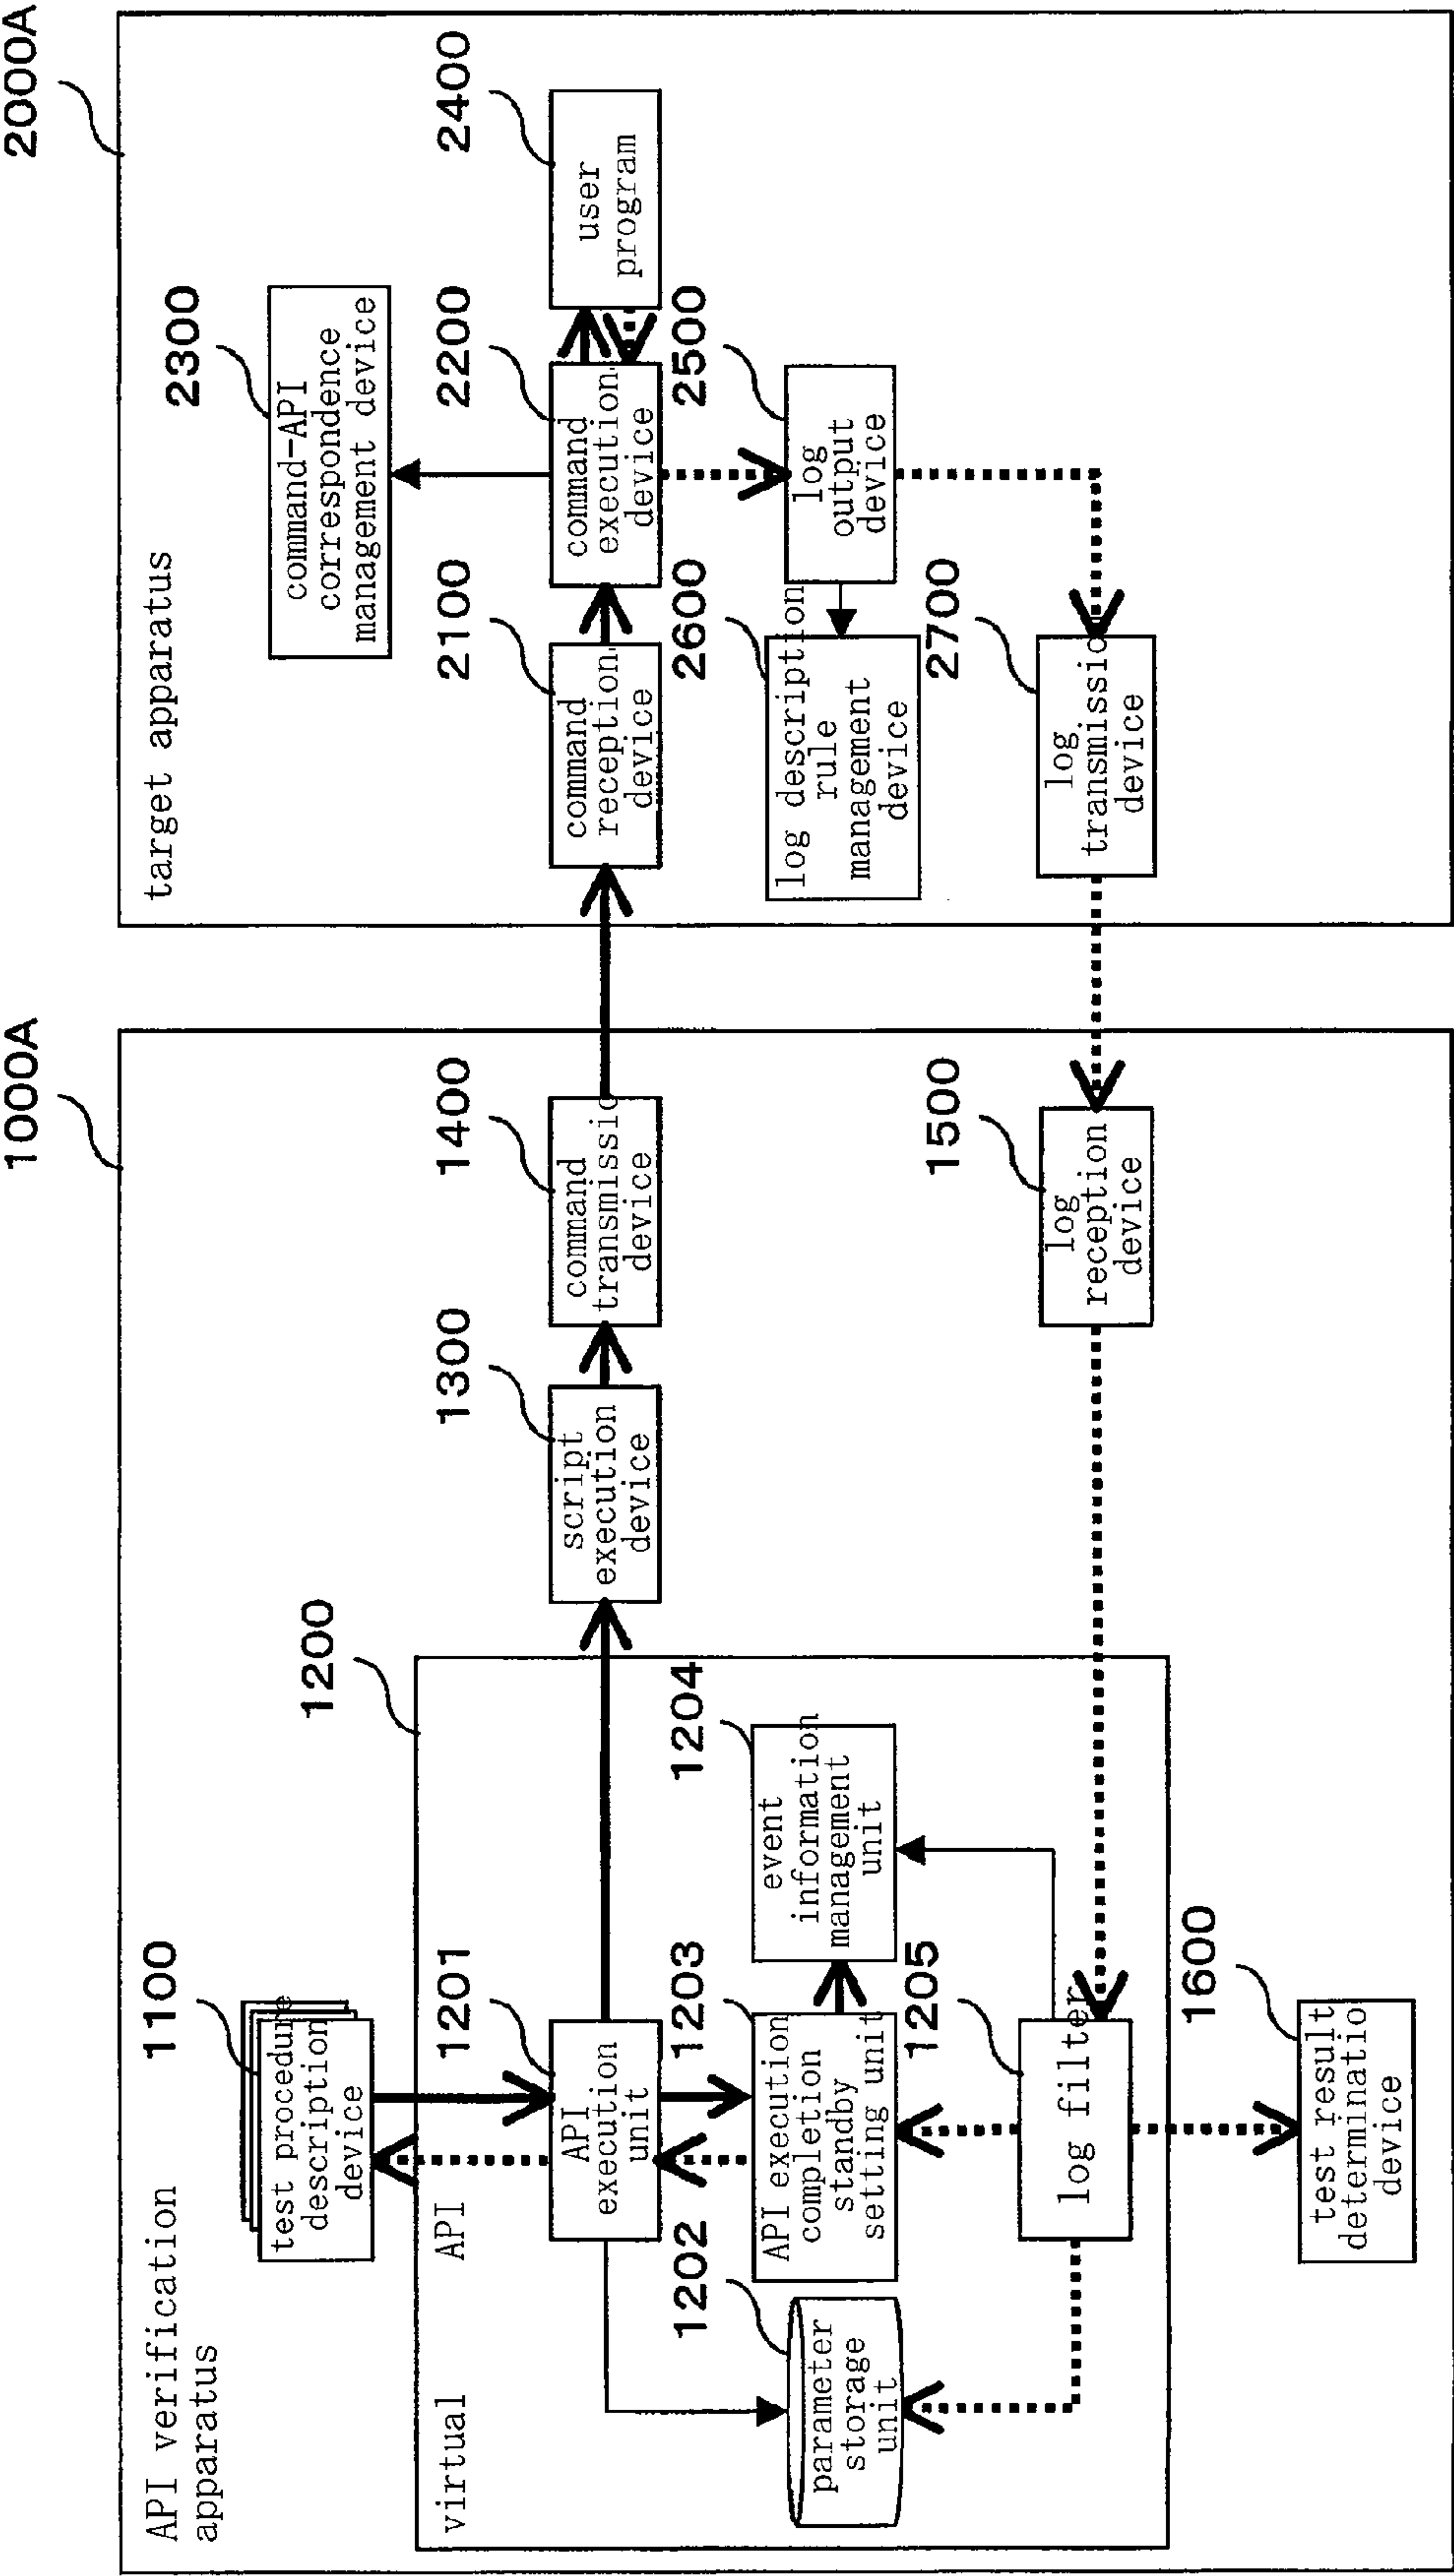 1000A
API verification
apparatus
1100
test procedure
description
device
1200
virtual API
1201
API
execution
unit
1202
parameter
storage
unit
1203
API execution
completion
standby
setting unit
1204
event
information
management
unit
1205
log filter
1300
script
execution
device
1400
command
transmissio
device
1500
log
reception
device
1600
test result
determinatio
device
2000A
target apparatus
2100
command
reception
device
2200
command
execution
device
2300
command-API
correspondence
management device
2400
user
program
2500
log
output
device
2600
log description
rule
management
device
2700
log
transmissio
device